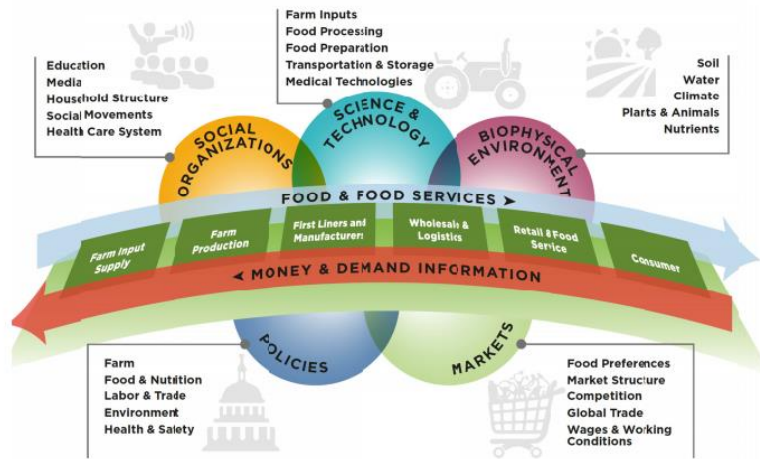 Farm Inputs
Food Processing
Food Preparation
Transportation & Storage
Medical Technologies
Education
Media
Household Structure
Social Movements
Health Care System
Soil
Water
Climate
Plants & Animals
Nutrients
SOCIAL
ORGANIZATIONS
SCIENCE &
TECHNOLOGY
BIOPHYSICAL
ENVIRONMENT
FOOD & FOOD SERVICES
Farm Input
Supply
Farm
Production
First Liners and
Manufacturers
Wholesale &
Logistics
Retail & Food
Service
Consumer
MONEY & DEMAND INFORMATION
POLICIES
MARKETS
Farm
Food & Nutrition
Labor & Trade
Environment
Health & Safety
Food Preferences
Market Structure
Competition
Global Trade
Wages & Working
Conditions